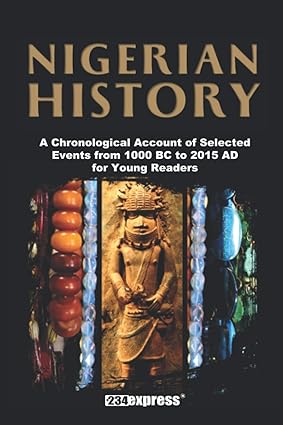 NIGERIAN
HISTORY
A Chronological Account of Selected
Events from 1000 BC to 2015 AD
for Young Readers
234express®